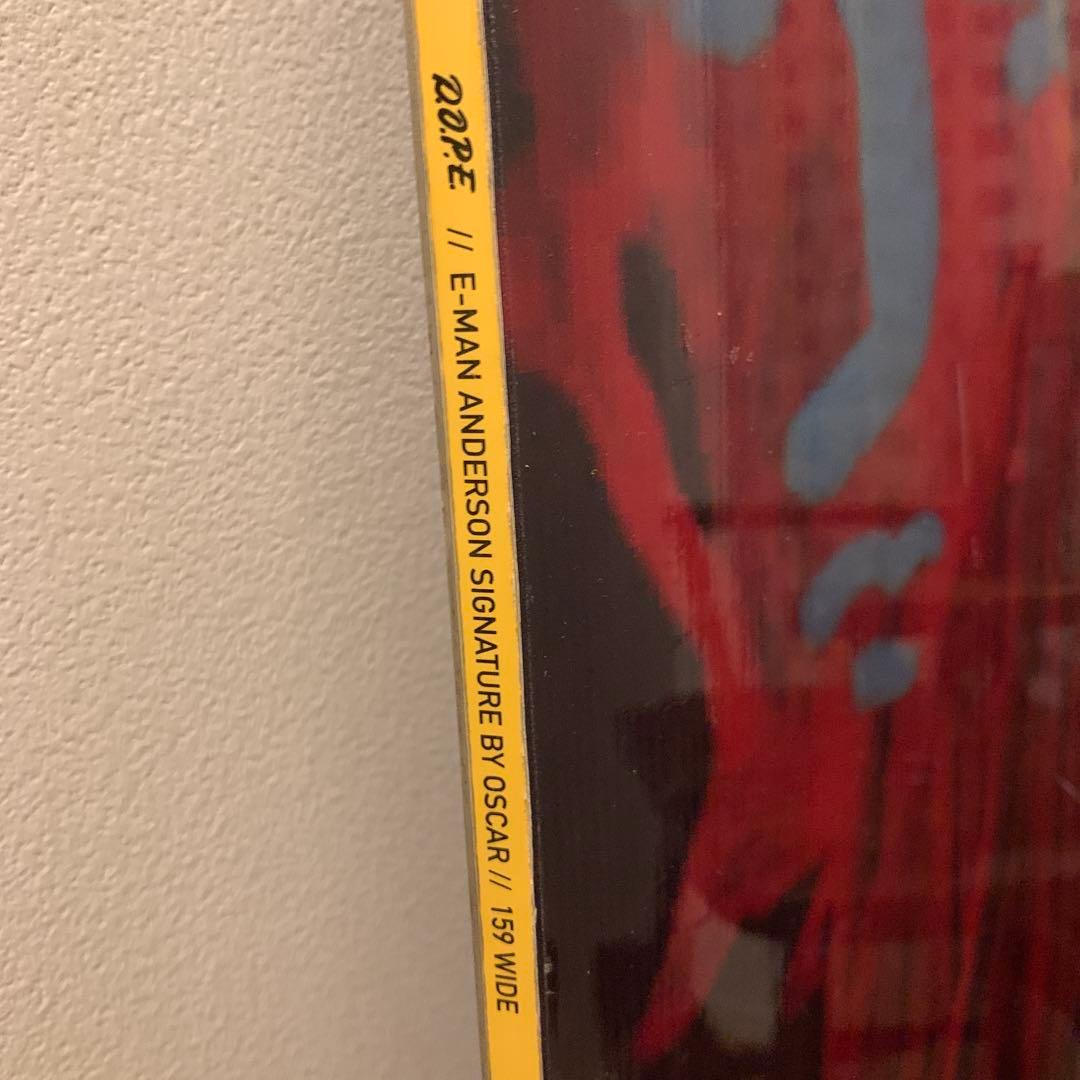 D.O.P.E. // E-MAN ANDERSON SIGNATURE BY OSCAR // 159 WIDE